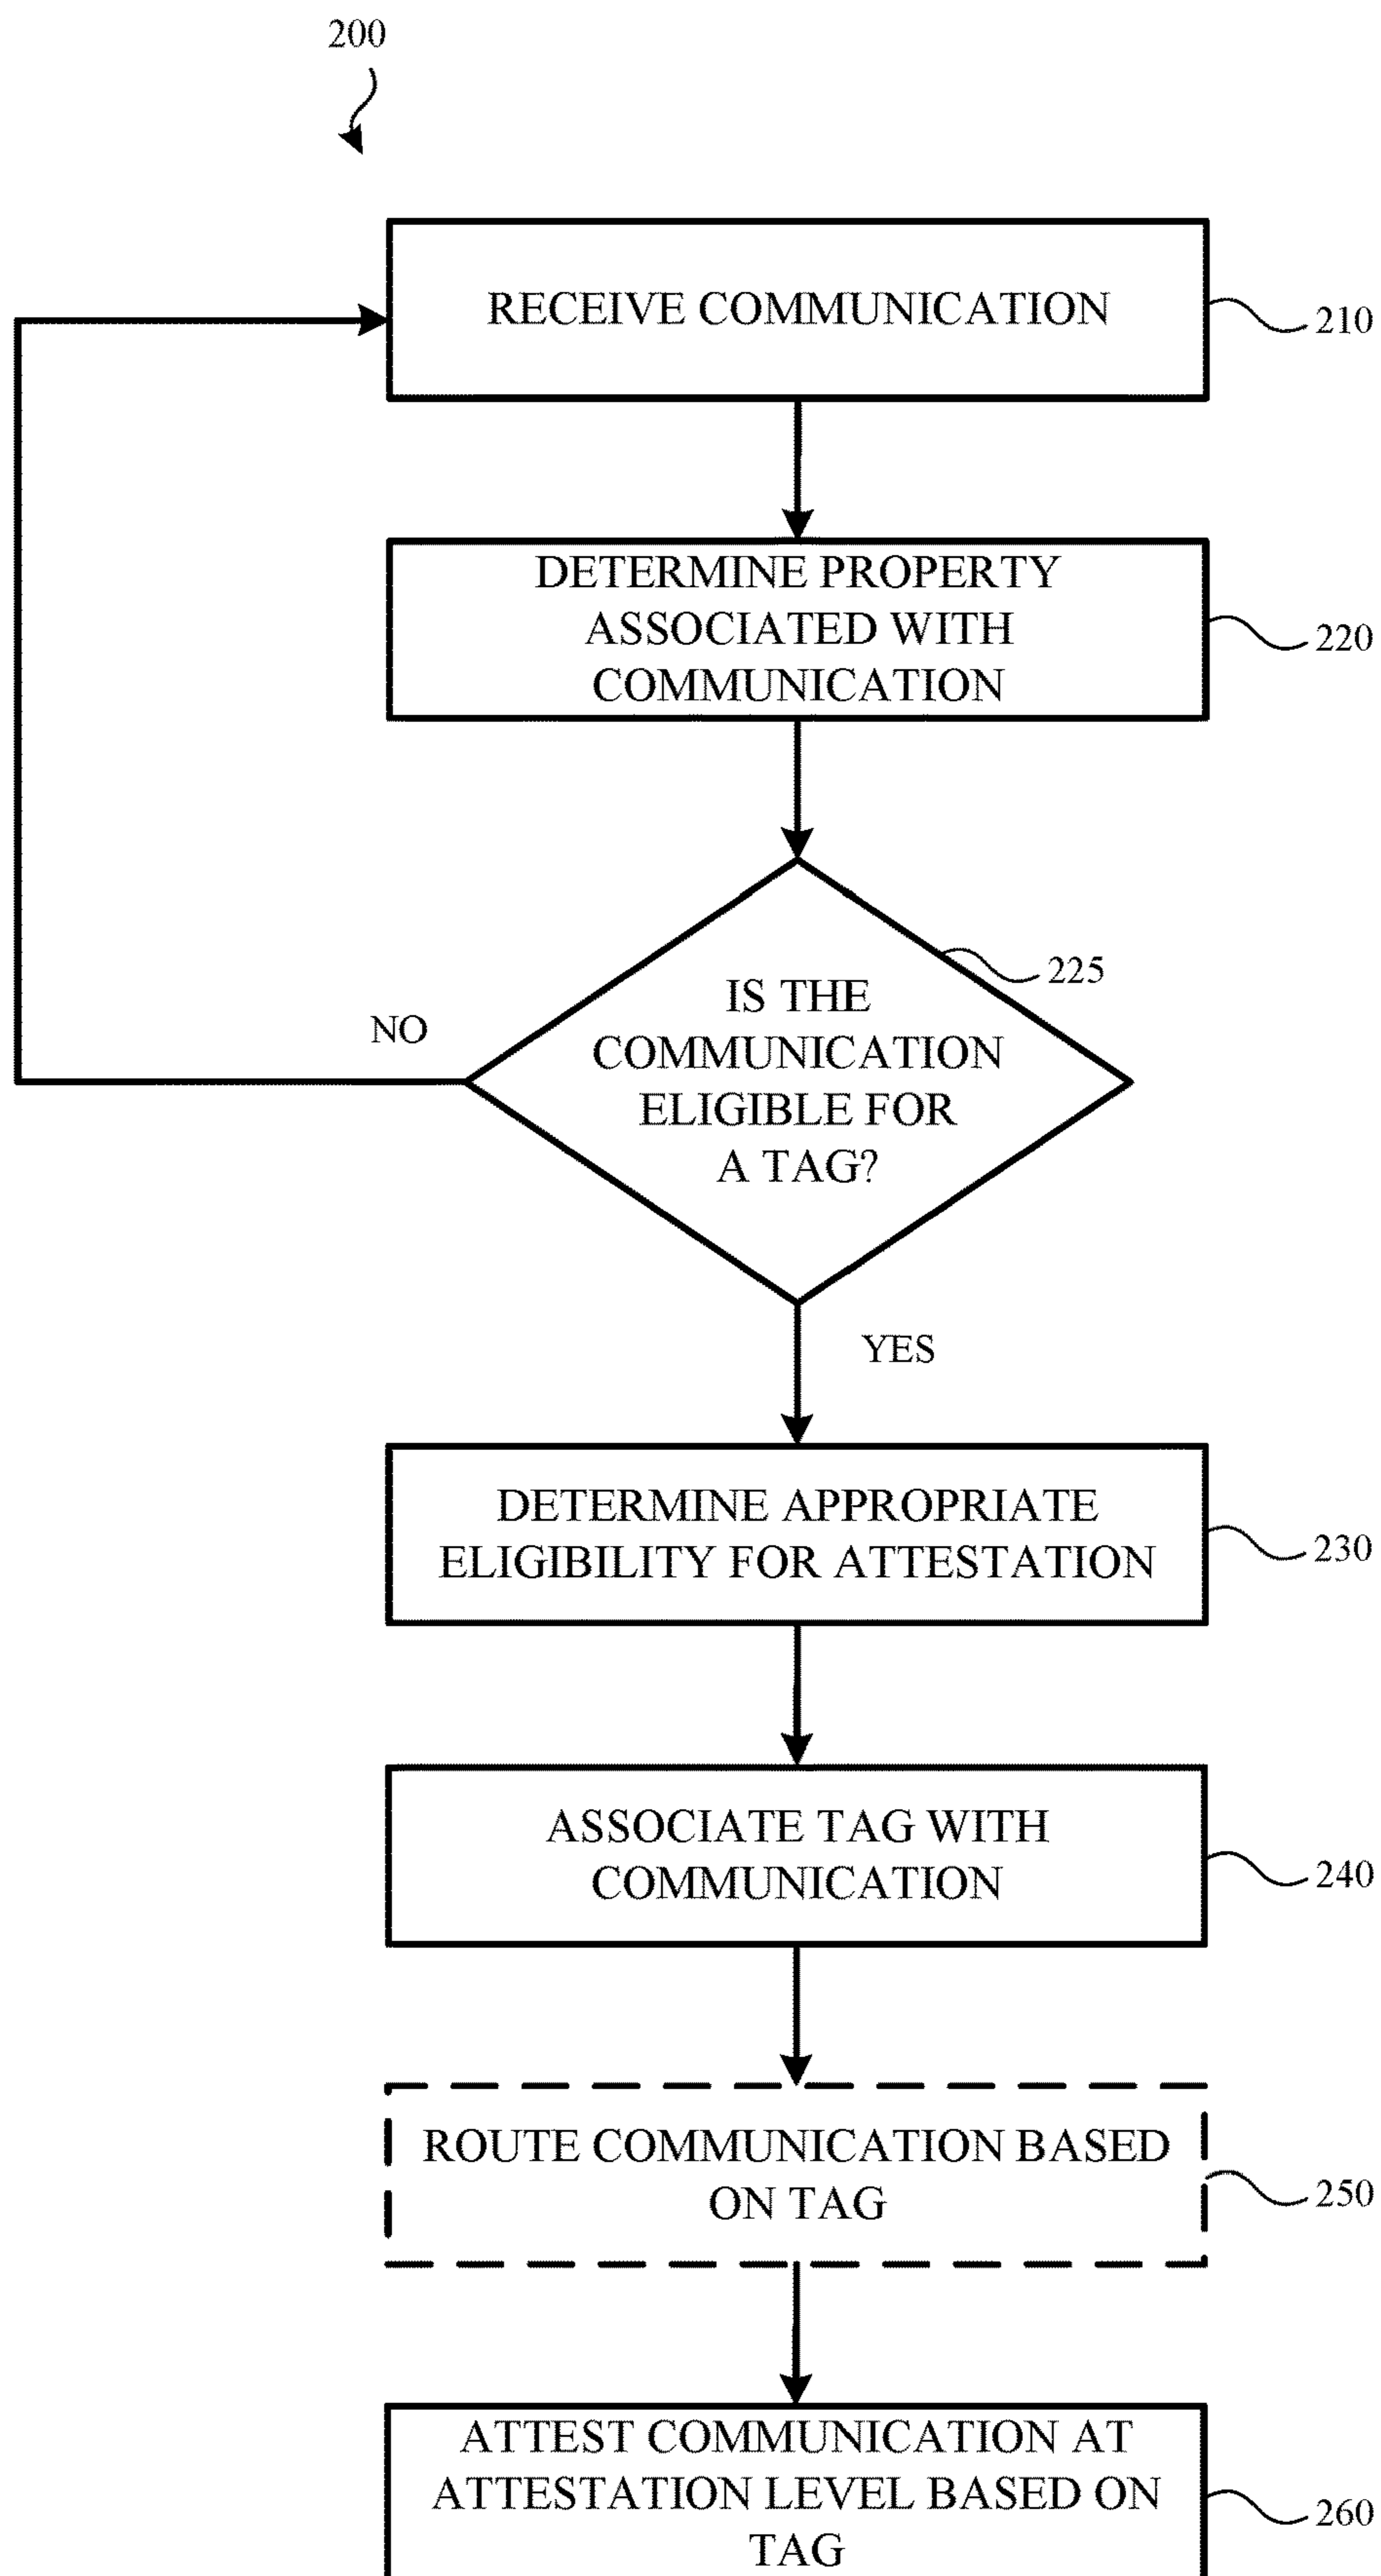 200
RECEIVE COMMUNICATION
210
DETERMINE PROPERTY
ASSOCIATED WITH
COMMUNICATION
220
225
IS THE
COMMUNICATION
ELIGIBLE FOR
A TAG?
NO
YES
DETERMINE APPROPRIATE
ELIGIBILITY FOR ATTESTATION
230
ASSOCIATE TAG WITH
COMMUNICATION
240
ROUTE COMMUNICATION BASED
ON TAG
250
ATTEST COMMUNICATION AT
ATTESTATION LEVEL BASED ON
TAG
260